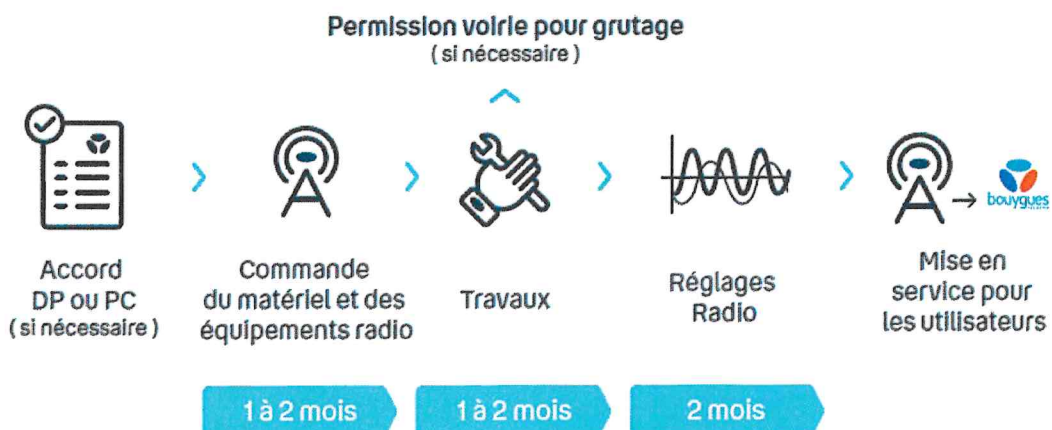 Permission voirie pour grutage
( si nécessaire )
Accord
DP ou PC
( si nécessaire )
Commande
du matériel et des
équipements radio
Travaux
Réglages
Radio
bouygues
Mise en
service pour
les utilisateurs
1 à 2 mois
1 à 2 mois
2 mois